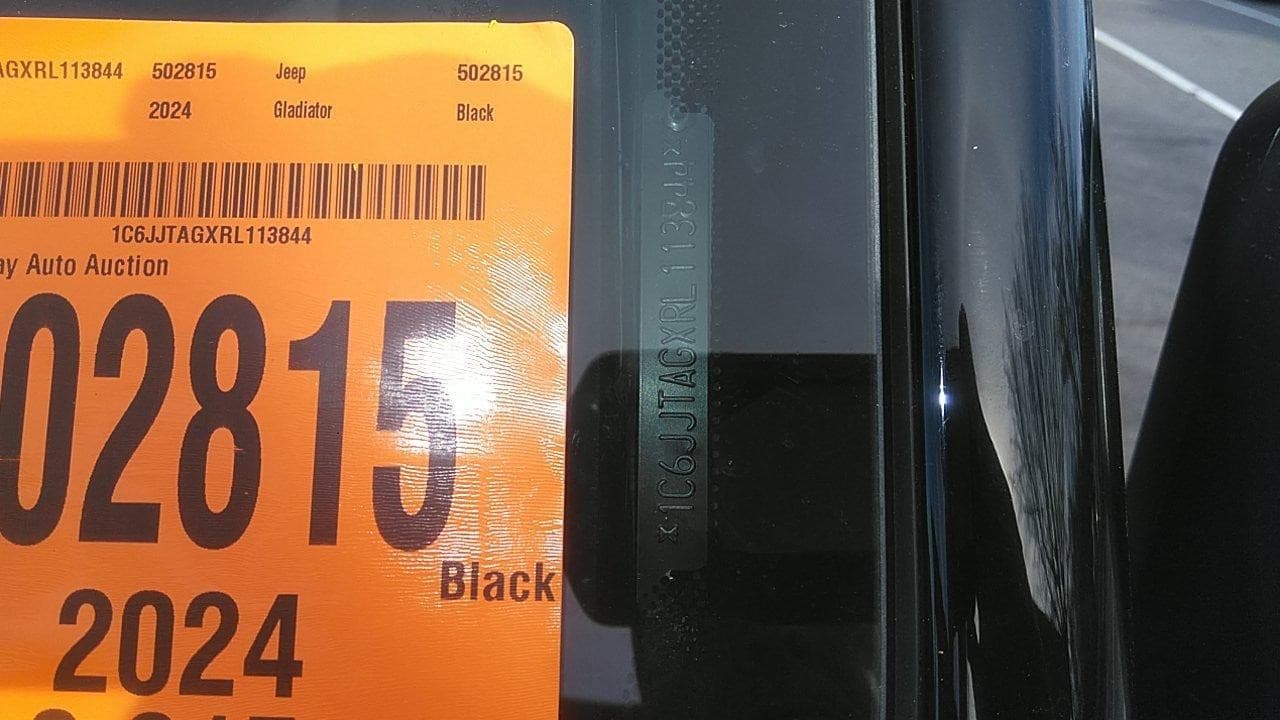 AGXRL113844 502815 Jeep 502815
2024 Gladiator Black
1C6JJTAGXRL113844
ay Auto Auction
02815
Black
2024
*1C6JJTAGXRL113844*